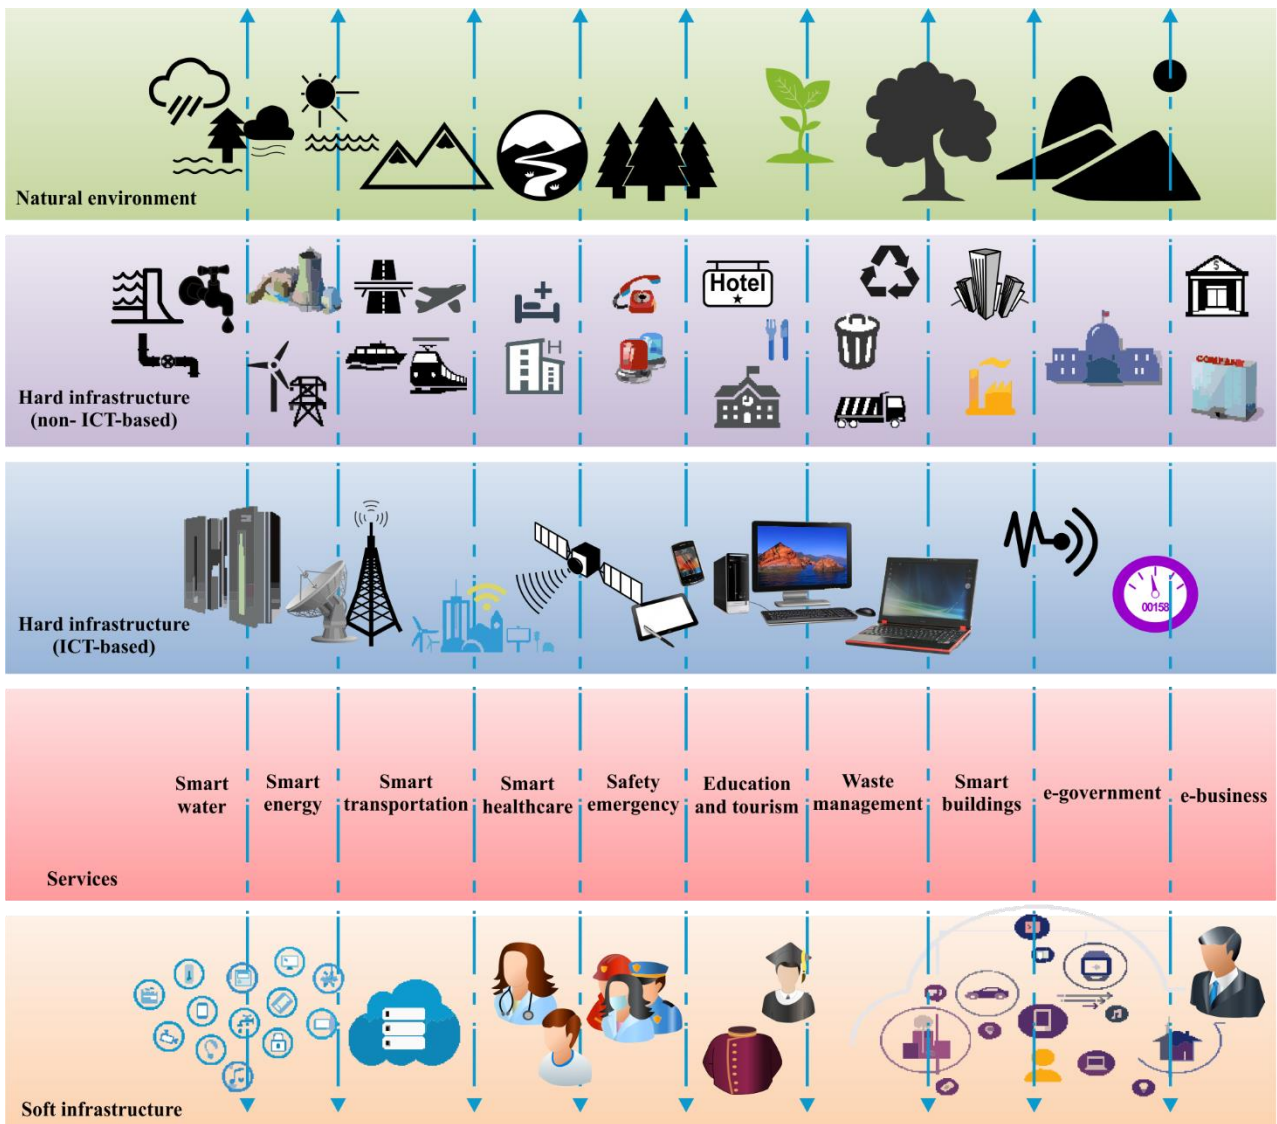 Natural environment
Hotel
$
H
COMPANY
Hard infrastructure
(non- ICT-based)
00158
Hard infrastructure
(ICT-based)
Smart
water
Smart
energy
Smart
transportation
Smart
healthcare
Safety
emergency
Education
and tourism
Waste
management
Smart
buildings
e-government
e-business
Services
Soft infrastructure